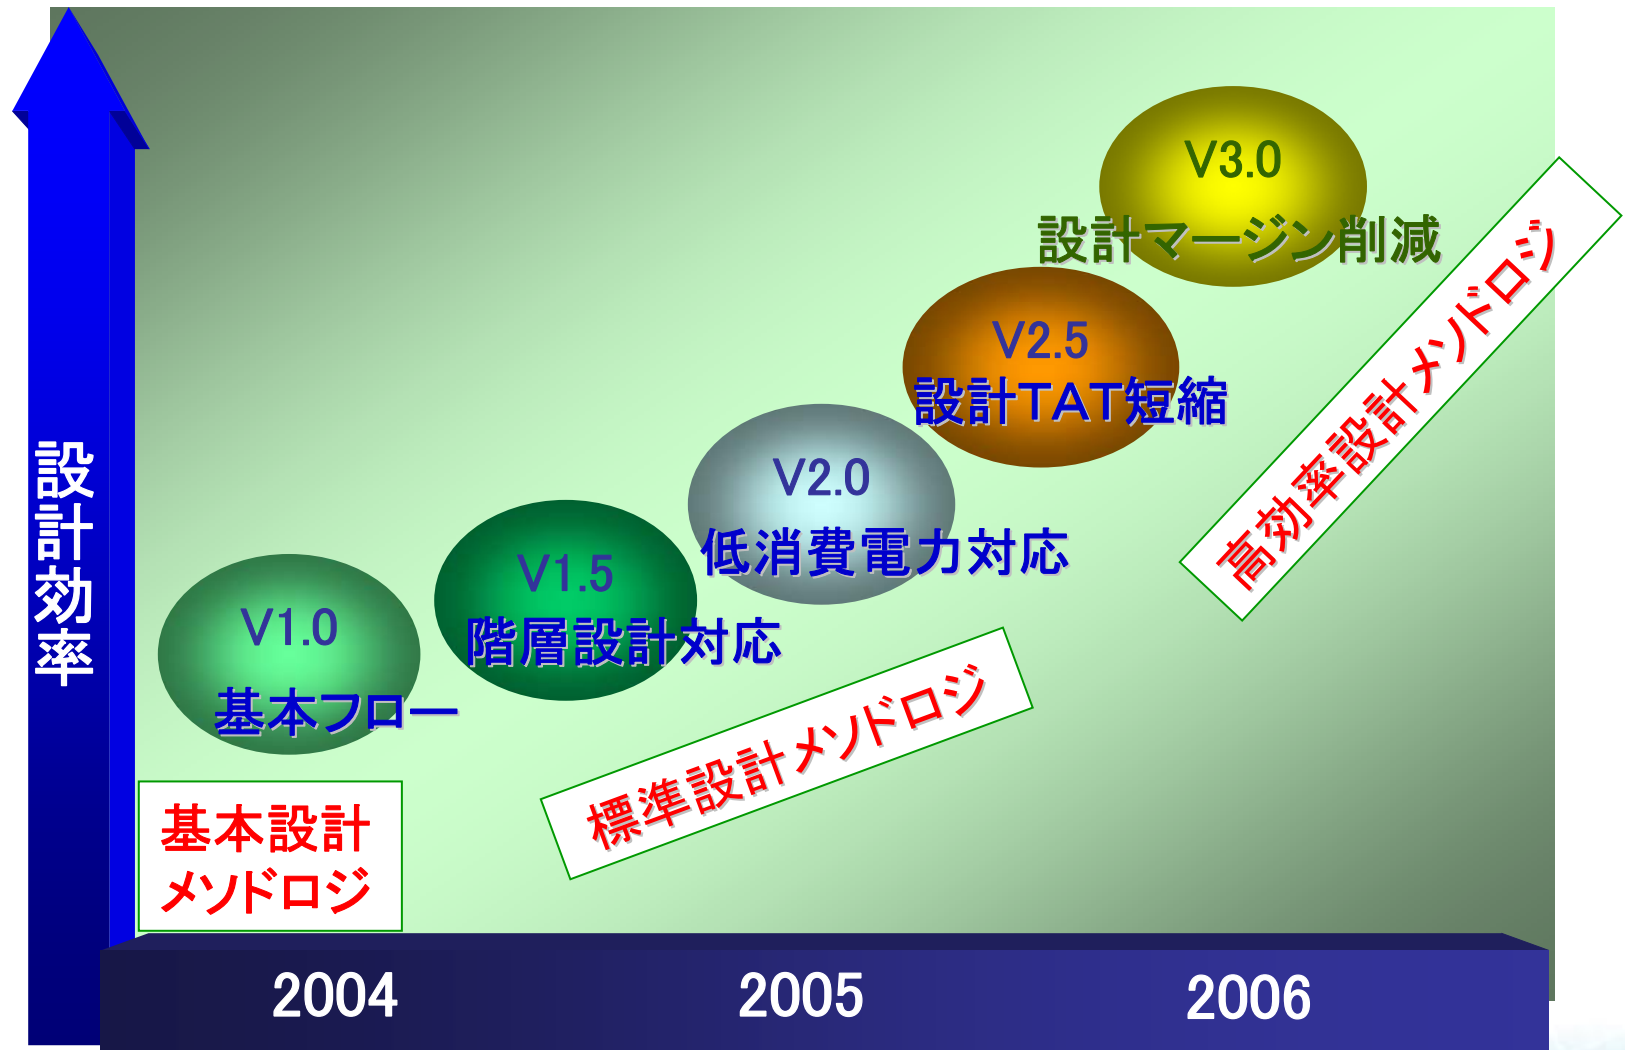 設計効率
V3.0
設計マージン削減
V2.5
設計TAT短縮
V2.0
低消費電力対応
V1.5
階層設計対応
V1.0
基本フロー
基本設計
メソドロジ
標準設計メソドロジ
高効率設計メソドロジ
2004
2005
2006